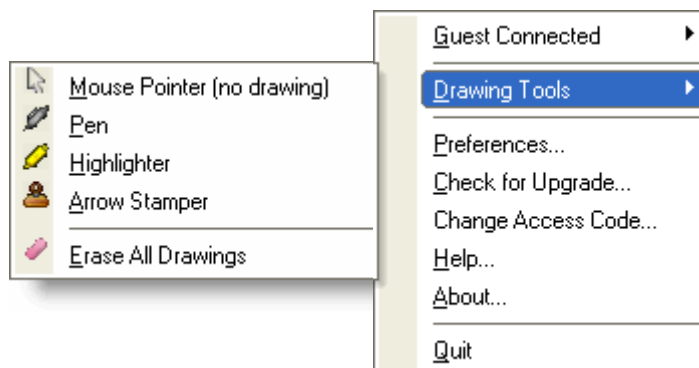 Guest Connected
Drawing Tools
Preferences...
Check for Upgrade...
Change Access Code...
Help...
About...
Quit
Mouse Pointer (no drawing)
Pen
Highlighter
Arrow Stamper
Erase All Drawings